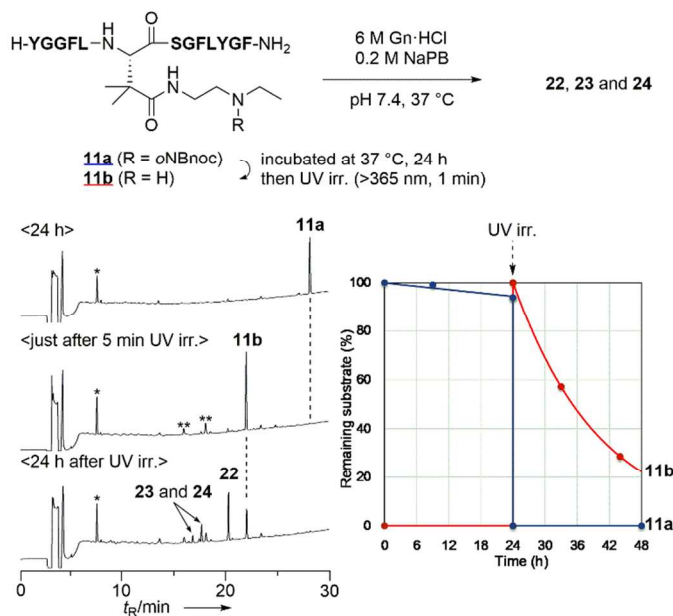 H-YGGFL-N
H
O
SGFLYGF-NH2
O
H
N
N
R
6 M Gn·HCl
0.2 M NaPB
pH 7.4, 37 °C
22, 23 and 24
11a (R = oNBnoc)
11b (R = H)
incubated at 37 °C, 24 h
then UV irr. (>365 nm, 1 min)
<24 h>
*
11a
<just after 5 min UV irr.>
11b
*
**
**
<24 h after UV irr.>
22
23 and 24
*
0 10 20 30
tR/min
UV irr.
Remaining substrate (%)
100
80
60
40
20
0
11b
11a
0 6 12 18 24 30 36 42 48
Time (h)